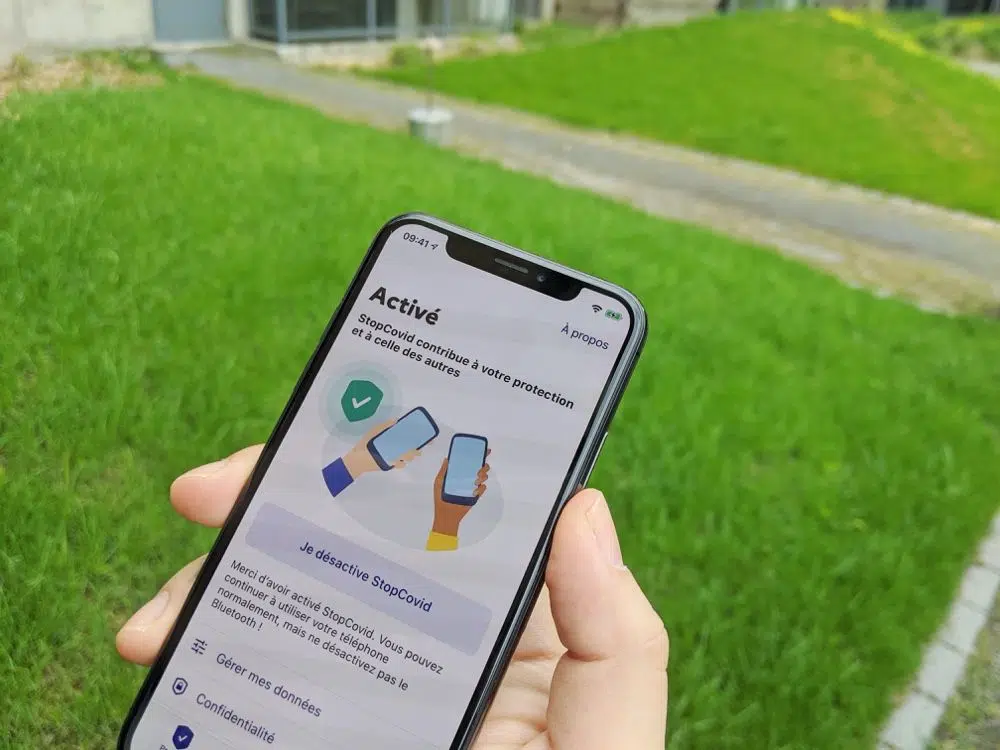 09:41
Activé
À propos
StopCovid contribue à votre protection
et à celle des autres
Je désactive StopCovid
Merci d'avoir activé StopCovid. Vous pouvez
continuer à utiliser votre téléphone
normalement, mais ne désactivez pas le
Bluetooth !
Gérer mes données
Confidentialité